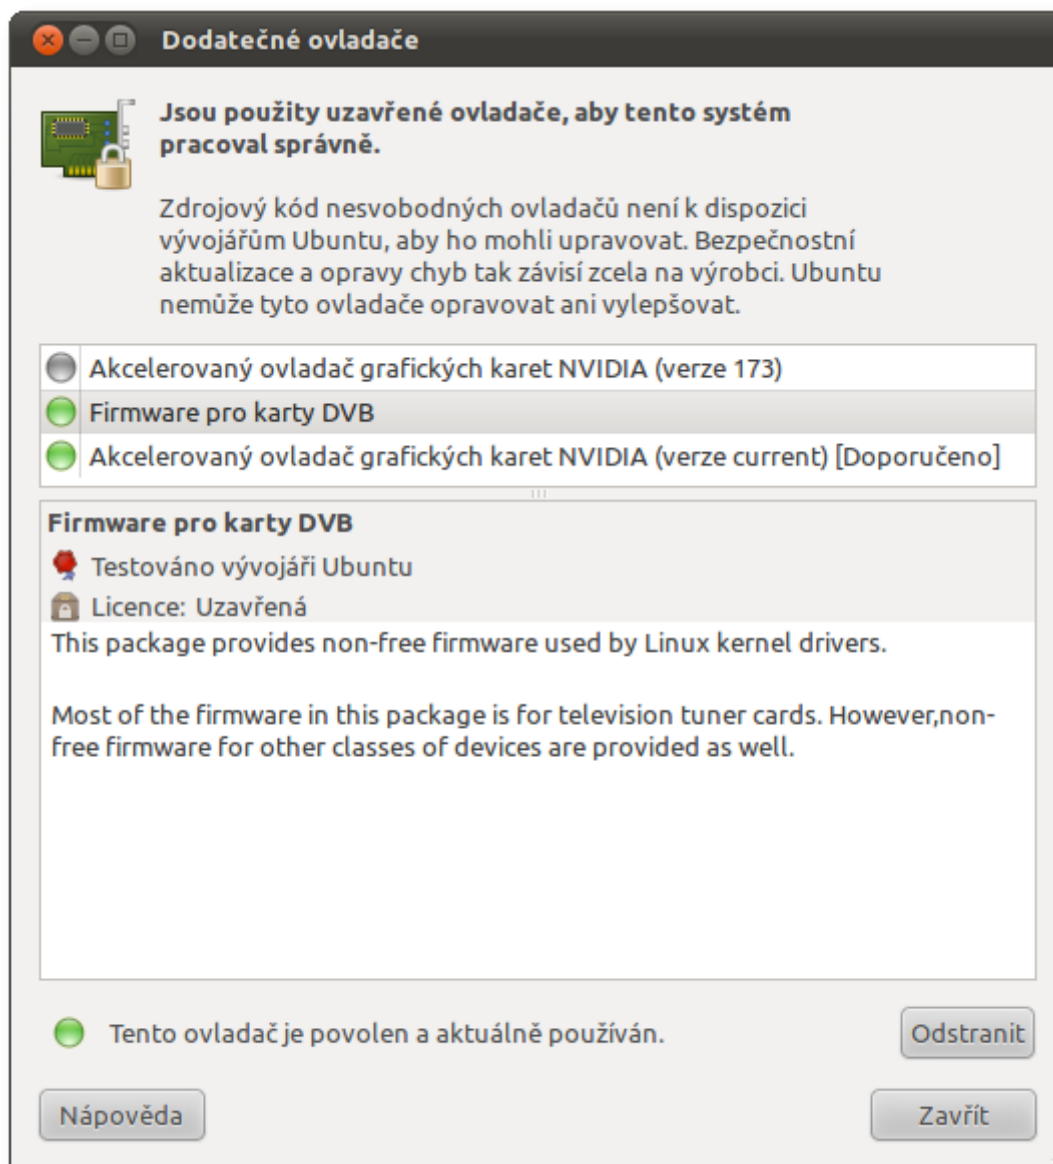 Dodatečné ovladače
Jsou použity uzavřené ovladače, aby tento systém
pracoval správně.
Zdrojový kód nesvobodných ovladačů není k dispozici
vývojářům Ubuntu, aby ho mohli upravovat. Bezpečnostní
aktualizace a opravy chyb tak závisí zcela na výrobci. Ubuntu
nemůže tyto ovladače opravovat ani vylepšovat.
Akcelerovaný ovladač grafických karet NVIDIA (verze 173)
Firmware pro karty DVB
Akcelerovaný ovladač grafických karet NVIDIA (verze current) [Doporučeno]
Firmware pro karty DVB
Testováno vývojáři Ubuntu
Licence: Uzavřená
This package provides non-free firmware used by Linux kernel drivers.
Most of the firmware in this package is for television tuner cards. However,non-
free firmware for other classes of devices are provided as well.
Tento ovladač je povolen a aktuálně používán.
Odstranit
Nápověda
Zavřít